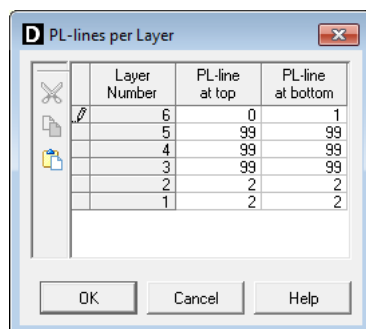 D PL-lines per Layer
Layer Number PL-line at top PL-line at bottom
6 0 1
5 99 99
4 99 99
3 99 99
2 2 2
1 2 2
OK Cancel Help